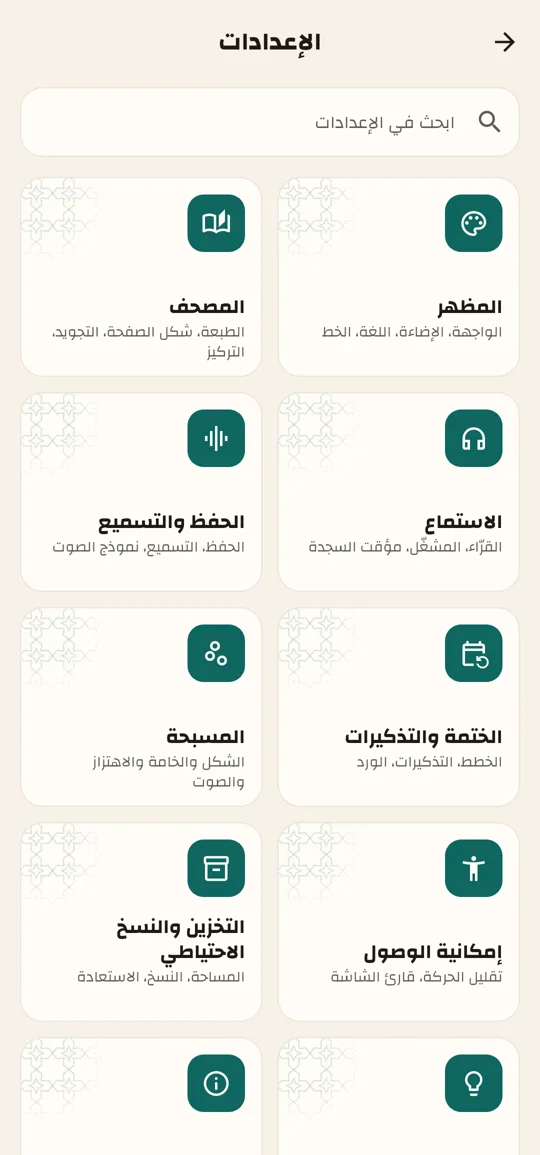 الإعدادات
ابحث في الإعدادات
المظهر
الواجهة، الإضاءة، اللغة، الخط
المصحف
الطبعة، شكل الصفحة، التجويد،
التركيز
الاستماع
القرّاء، المشغّل، مؤقت السجدة
الحفظ والتسميع
الحفظ، التسميع، نموذج الصوت
الختمة والتذكيرات
الخطط، التذكيرات، الورد
المسبحة
الشكل والخامة والاهتزاز
والصوت
إمكانية الوصول
تقليل الحركة، قارئ الشاشة
التخزين والنسخ
الاحتياطي
المساحة، النسخ، الاستعادة